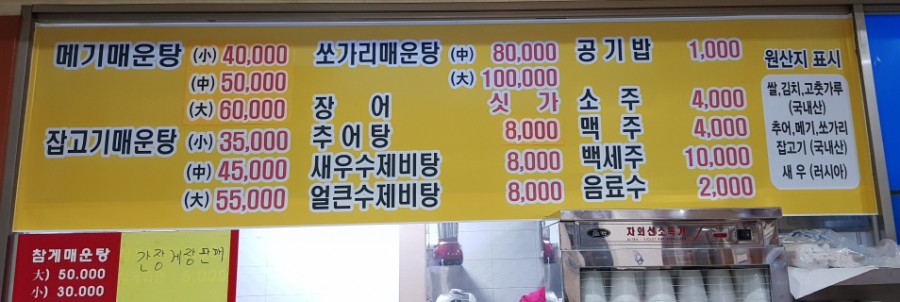 메기매운탕 (小) 40,000
(中) 50,000
(大) 60,000
잡고기매운탕 (小) 35,000
(中) 45,000
(大) 55,000
쏘가리매운탕 (中) 80,000
(大) 100,000
장 어 싯 가
추어탕 8,000
새우수제비탕 8,000
얼큰수제비탕 8,000
공기밥 1,000
소 주 4,000
맥 주 4,000
백세주 10,000
음료수 2,000
원산지 표시
쌀,김치,고춧가루
(국내산)
추어,메기,쏘가리
잡고기 (국내산)
새 우 (러시아)
참게매운탕
大) 50.000
小) 30.000
간장게장판매
자외선소독기